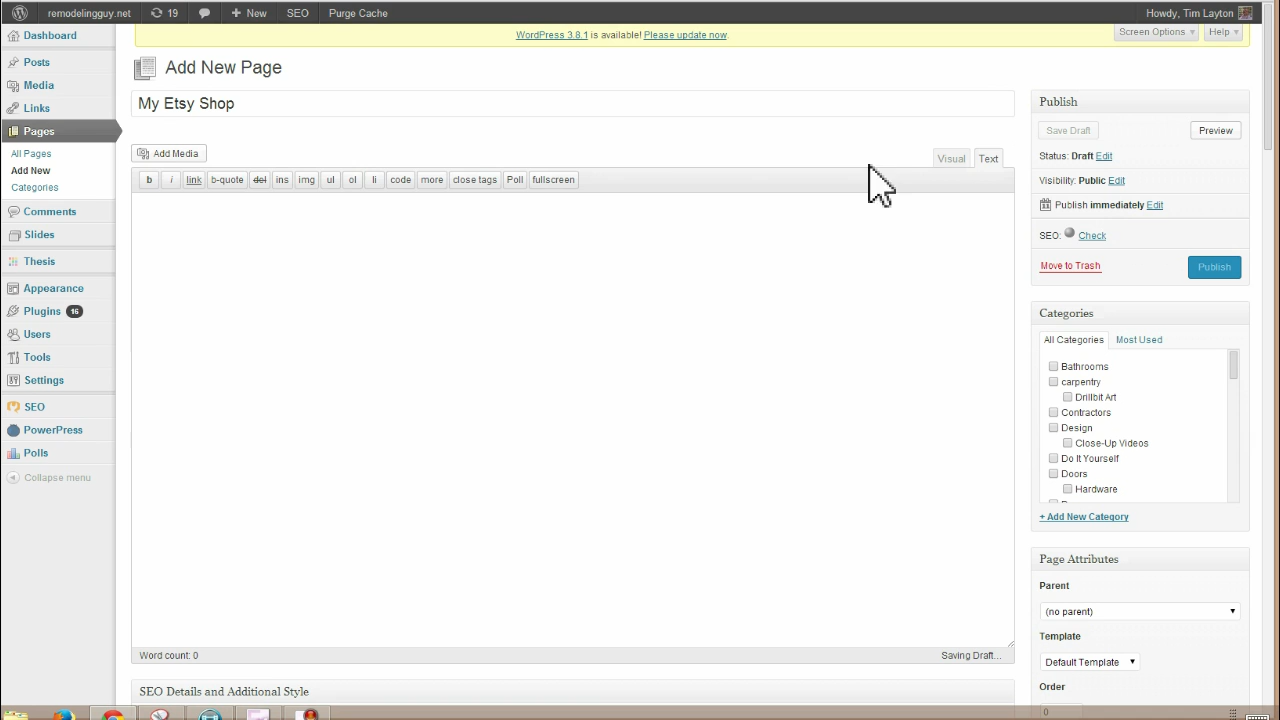 remodelingguy.net 19 New SEO Purge Cache Howdy, Tim Layton
WordPress 3.8.1 is available! Please update now.
Screen Options Help
Dashboard
Posts
Media
Links
Pages
All Pages
Add New
Categories
Comments
Slides
Thesis
Appearance
Plugins 16
Users
Tools
Settings
SEO
PowerPress
Polls
Collapse menu
Add New Page
My Etsy Shop
Add Media
Visual Text
b i link b-quote del ins img ul ol li code more close tags Poll fullscreen
Word count: 0 Saving Draft...
SEO Details and Additional Style
Publish
Save Draft Preview
Status: Draft Edit
Visibility: Public Edit
Publish immediately Edit
SEO: Check
Move to Trash Publish
Categories
All Categories Most Used
Bathrooms
carpentry
Drillbit Art
Contractors
Design
Close-Up Videos
Do It Yourself
Doors
Hardware
+ Add New Category
Page Attributes
Parent
(no parent)
Template
Default Template
Order
0